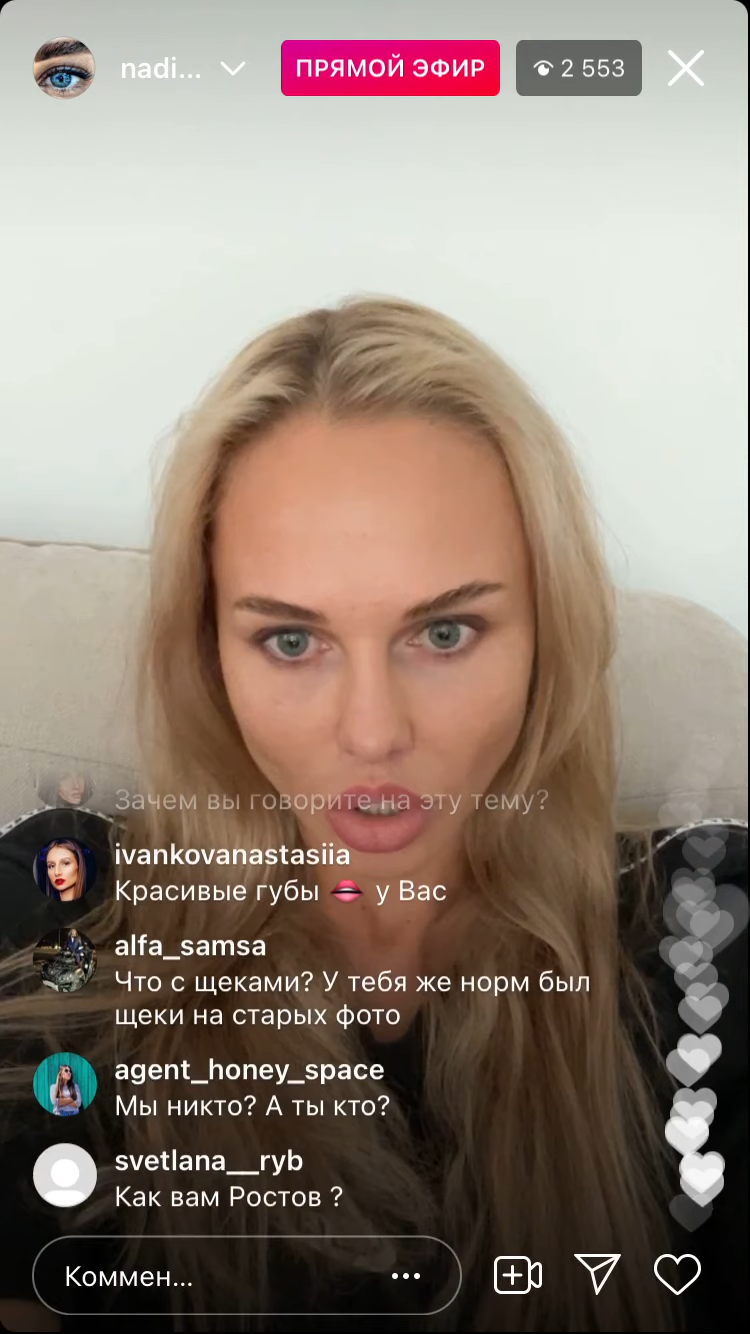 nadi...
ПРЯМОЙ ЭФИР
2 553
Зачем вы говорите на эту тему?
ivankovanastasiia
Красивые губы 🫦 у Вас
alfa_samsa
Что с щеками? У тебя же норм был
щеки на старых фото
agent_honey_space
Мы никто? А ты кто?
svetlana__ryb
Как вам Ростов ?
Коммен...